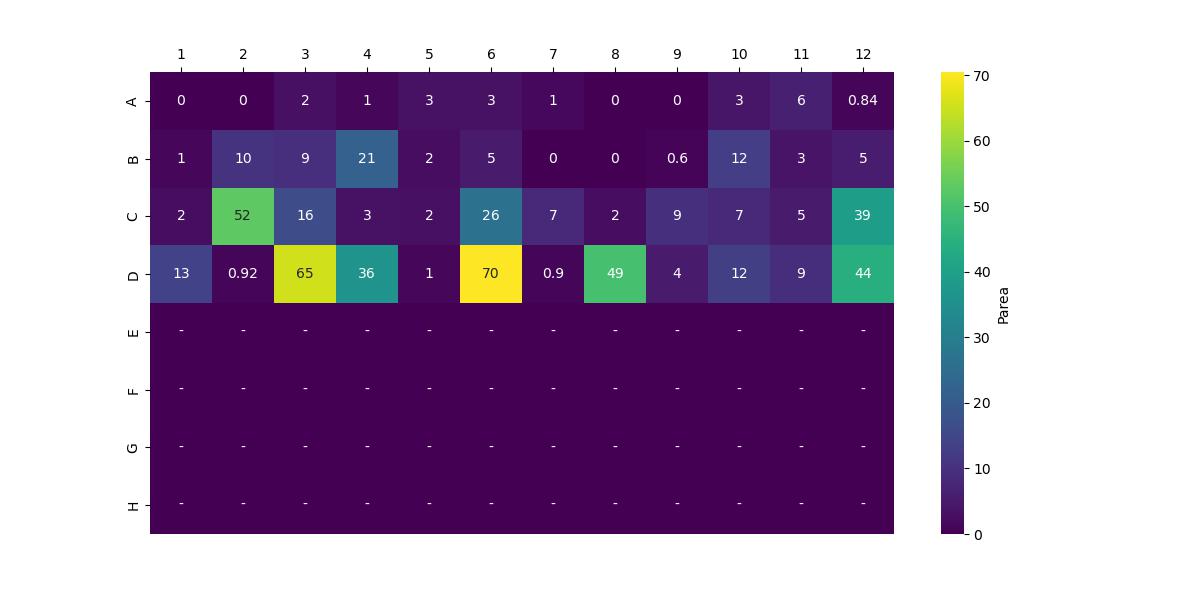 1 2 3 4 5 6 7 8 9 10 11 12
A 0 0 2 1 3 3 1 0 0 3 6 0.84
B 1 10 9 21 2 5 0 0 0.6 12 3 5
C 2 52 16 3 2 26 7 2 9 7 5 39
D 13 0.92 65 36 1 70 0.9 49 4 12 9 44
E - - - - - - - - - - - -
F - - - - - - - - - - - -
G - - - - - - - - - - - -
H - - - - - - - - - - - -
70
60
50
40
30
20
10
0
Parea